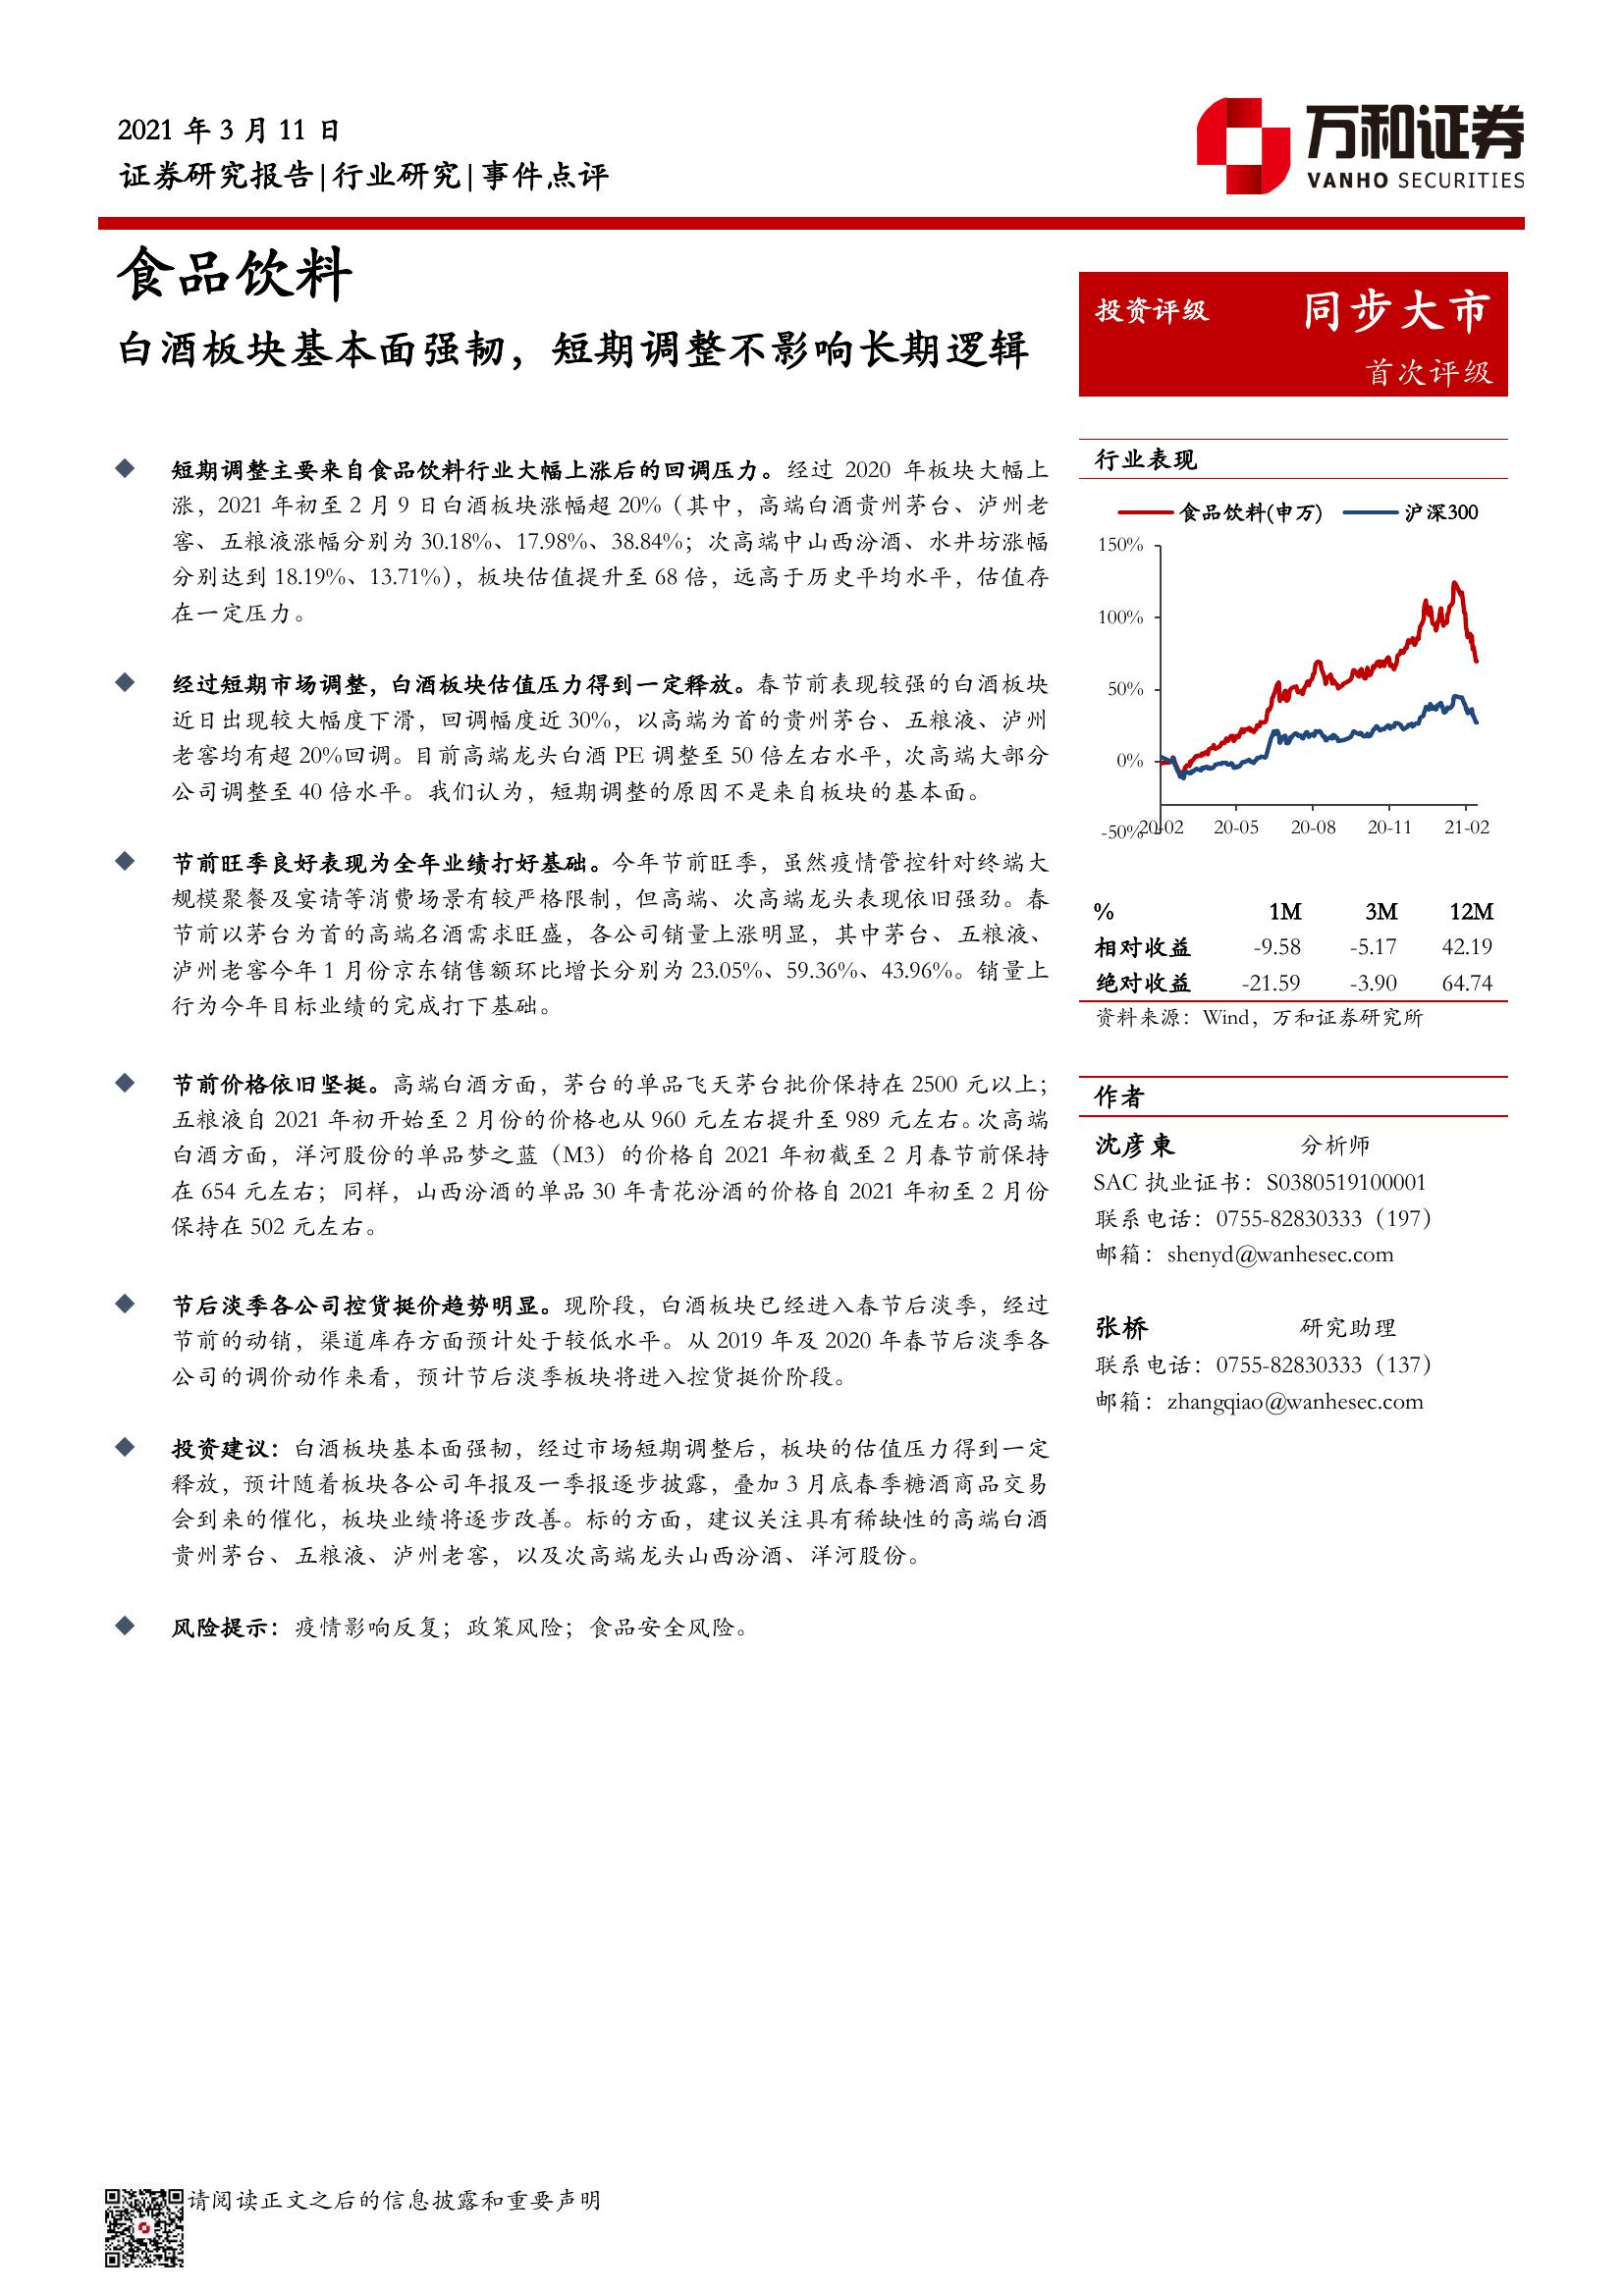 2021 年 3 月 11 日
证券研究报告|行业研究|事件点评
万和证券
VANHO SECURITIES
食品饮料
白酒板块基本面强韧，短期调整不影响长期逻辑
投资评级 同步大市
首次评级
◆ 短期调整主要来自食品饮料行业大幅上涨后的回调压力。经过 2020 年板块大幅上
涨，2021 年初至 2 月 9 日白酒板块涨幅超 20%（其中，高端白酒贵州茅台、泸州老
窖、五粮液涨幅分别为 30.18%、17.98%、38.84%；次高端中山西汾酒、水井坊涨幅
分别达到 18.19%、13.71%），板块估值提升至 68 倍，远高于历史平均水平，估值存
在一定压力。
◆ 经过短期市场调整，白酒板块估值压力得到一定释放。春节前表现较强的白酒板块
近日出现较大幅度下滑，回调幅度近 30%，以高端为首的贵州茅台、五粮液、泸州
老窖均有超 20%回调。目前高端龙头白酒 PE 调整至 50 倍左右水平，次高端大部分
公司调整至 40 倍水平。我们认为，短期调整的原因不是来自板块的基本面。
◆ 节前旺季良好表现为全年业绩打好基础。今年节前旺季，虽然疫情管控针对终端大
规模聚餐及宴请等消费场景有较严格限制，但高端、次高端龙头表现依旧强劲。春
节前以茅台为首的高端名酒需求旺盛，各公司销量上涨明显，其中茅台、五粮液、
泸州老窖今年 1 月份京东销售额环比增长分别为 23.05%、59.36%、43.96%。销量上
行为今年目标业绩的完成打下基础。
◆ 节前价格依旧坚挺。高端白酒方面，茅台的单品飞天茅台批价保持在 2500 元以上；
五粮液自 2021 年初开始至 2 月份的价格也从 960 元左右提升至 989 元左右。次高端
白酒方面，洋河股份的单品梦之蓝（M3）的价格自 2021 年初截至 2 月春节前保持
在 654 元左右；同样，山西汾酒的单品 30 年青花汾酒的价格自 2021 年初至 2 月份
保持在 502 元左右。
◆ 节后淡季各公司控货挺价趋势明显。现阶段，白酒板块已经进入春节后淡季，经过
节前的动销，渠道库存方面预计处于较低水平。从 2019 年及 2020 年春节后淡季各
公司的调价动作来看，预计节后淡季板块将进入控货挺价阶段。
◆ 投资建议：白酒板块基本面强韧，经过市场短期调整后，板块的估值压力得到一定
释放，预计随着板块各公司年报及一季报逐步披露，叠加 3 月底春季糖酒商品交易
会到来的催化，板块业绩将逐步改善。标的方面，建议关注具有稀缺性的高端白酒
贵州茅台、五粮液、泸州老窖，以及次高端龙头山西汾酒、洋河股份。
◆ 风险提示：疫情影响反复；政策风险；食品安全风险。
行业表现
食品饮料(申万) 沪深300
150%
100%
50%
0%
-50%
20-02 20-05 20-08 20-11 21-02
% 1M 3M 12M
相对收益 -9.58 -5.17 42.19
绝对收益 -21.59 -3.90 64.74
资料来源：Wind，万和证券研究所
作者
沈彦東 分析师
SAC 执业证书：S0380519100001
联系电话：0755-82830333（197）
邮箱：shenyd@wanhesec.com
张桥 研究助理
联系电话：0755-82830333（137）
邮箱：zhangqiao@wanhesec.com
请阅读正文之后的信息披露和重要声明